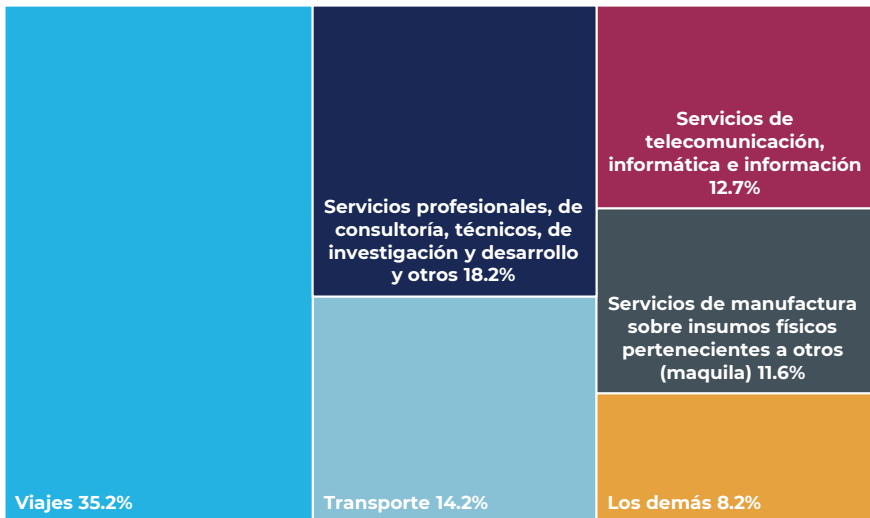 Viajes 35.2%
Servicios profesionales, de
consultoría, técnicos, de
investigación y desarrollo
y otros 18.2%
Transporte 14.2%
Servicios de
telecomunicación,
informática e información
12.7%
Servicios de manufactura
sobre insumos físicos
pertenecientes a otros
(maquila) 11.6%
Los demás 8.2%